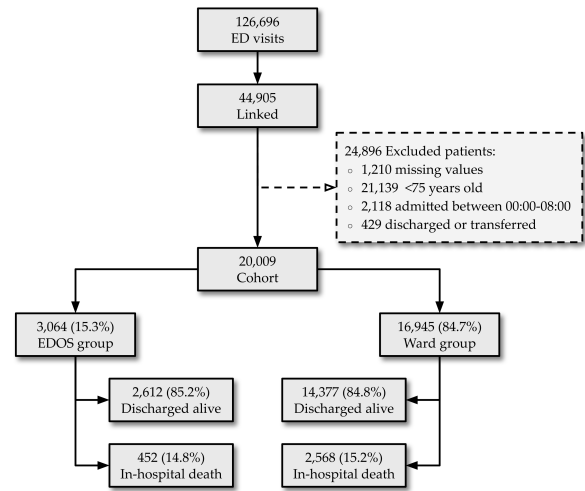 126,696
ED visits
44,905
Linked
24,896 Excluded patients:
◦ 1,210 missing values
◦ 21,139 <75 years old
◦ 2,118 admitted between 00:00-08:00
◦ 429 discharged or transferred
20,009
Cohort
3,064 (15.3%)
EDOS group
16,945 (84.7%)
Ward group
2,612 (85.2%)
Discharged alive
14,377 (84.8%)
Discharged alive
452 (14.8%)
In-hospital death
2,568 (15.2%)
In-hospital death